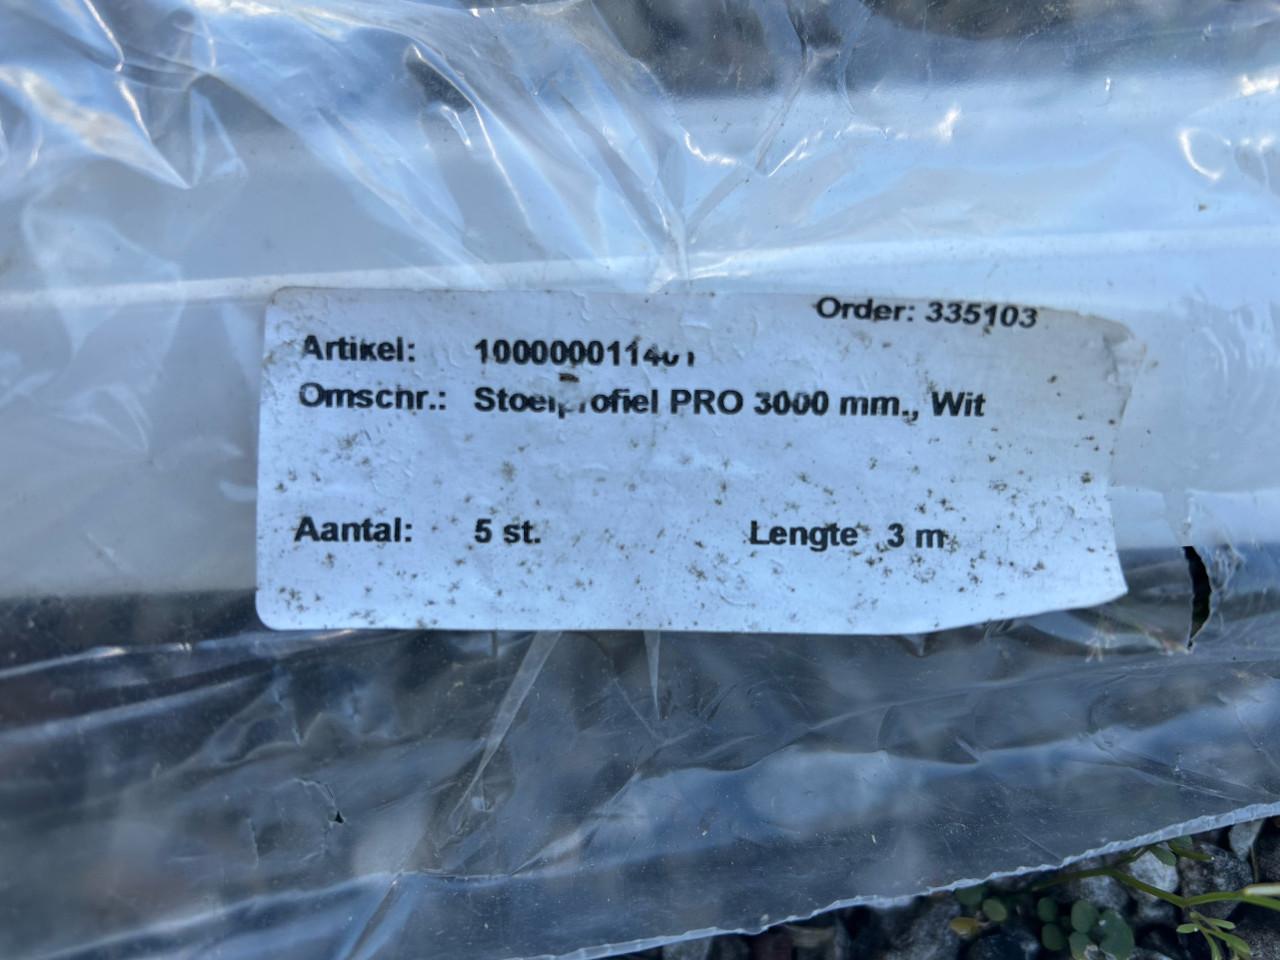 Order: 335103
Artikel:
Omschr.: Stoelprofiel PRO 3000 mm., Wit
Aantal: 5 st. Lengte 3 m